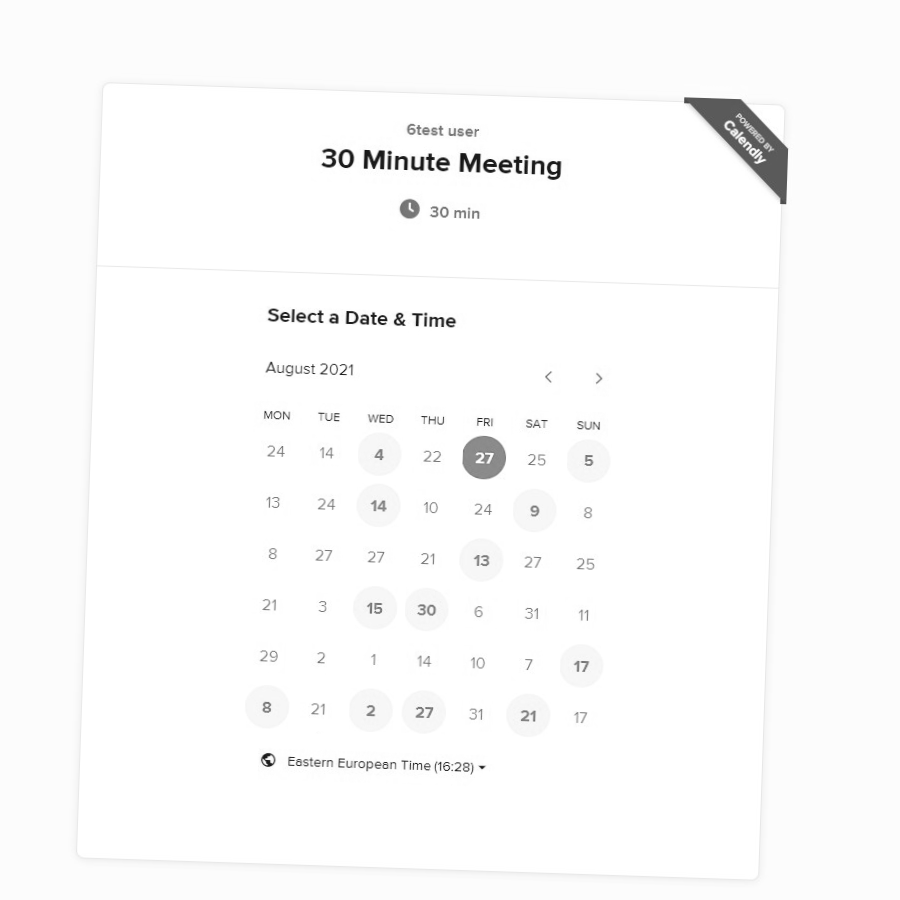 6test user
30 Minute Meeting
30 min
POWERED BY
Calendly
Select a Date & Time
August 2021
MON TUE WED THU FRI SAT SUN
24 14 4 22 27 25 5
13 24 14 10 24 9 8
8 27 27 21 13 27 25
21 3 15 30 6 31 11
29 2 1 14 10 7 17
8 21 2 27 31 21 17
Eastern European Time (16:28)